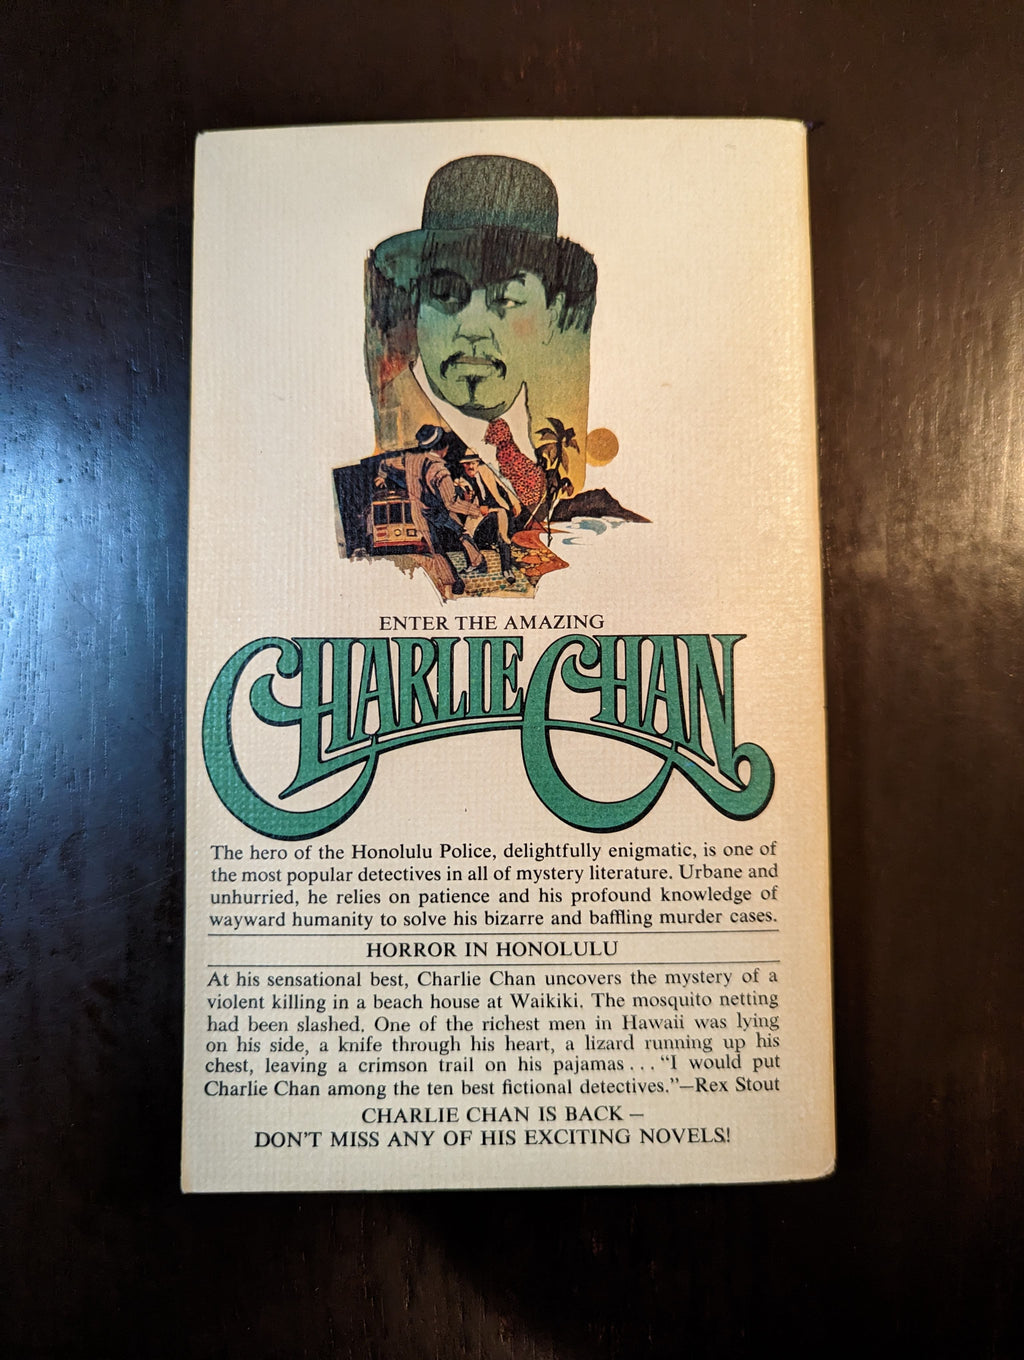 ENTER THE AMAZING
CHARLIE CHAN
The hero of the Honolulu Police, delightfully enigmatic, is one of
the most popular detectives in all of mystery literature. Urbane and
unhurried, he relies on patience and his profound knowledge of
wayward humanity to solve his bizarre and baffling murder cases.
HORROR IN HONOLULU
At his sensational best, Charlie Chan uncovers the mystery of a
violent killing in a beach house at Waikiki. The mosquito netting
had been slashed. One of the richest men in Hawaii was lying
on his side, a knife through his heart, a lizard running up his
chest, leaving a crimson trail on his pajamas... "I would put
Charlie Chan among the ten best fictional detectives."—Rex Stout
CHARLIE CHAN IS BACK –
DON'T MISS ANY OF HIS EXCITING NOVELS!